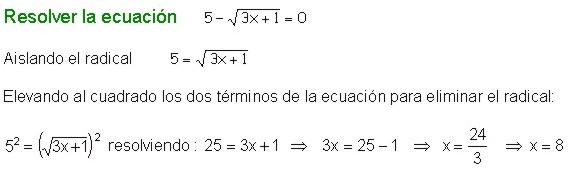 Resolver la ecuación 5 − √(3x + 1) = 0
Aislando el radical 5 = √(3x + 1)
Elevando al cuadrado los dos términos de la ecuación para eliminar el radical:
5² = (√(3x+1))² resolviendo : 25 = 3x + 1 ⇒ 3x = 25 − 1 ⇒ x = 24/3 ⇒ x = 8